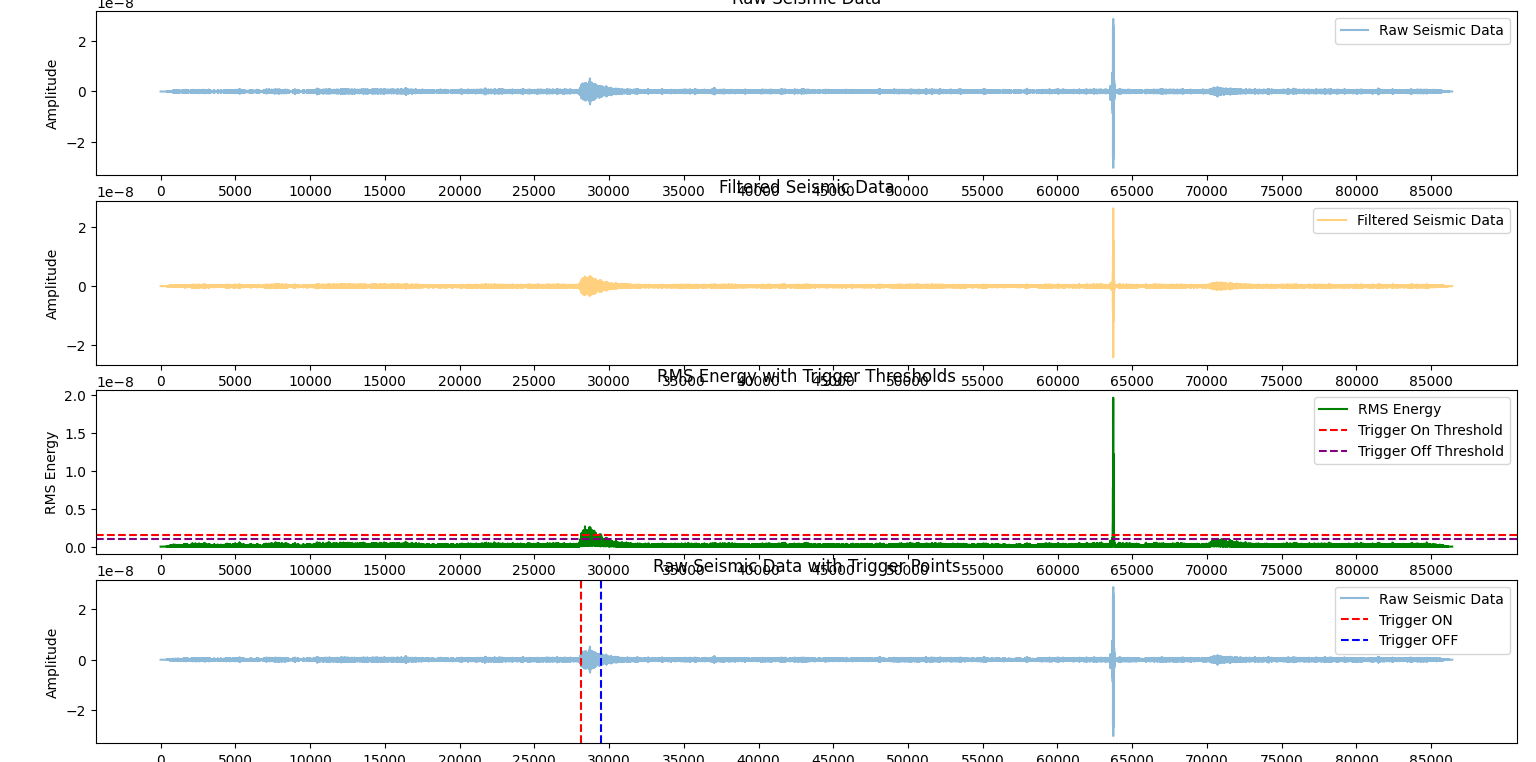 Raw Seismic Data
1e−8
Raw Seismic Data
Amplitude
2
0
−2
0 5000 10000 15000 20000 25000 30000 35000 40000 45000 50000 55000 60000 65000 70000 75000 80000 85000
Filtered Seismic Data
1e−8
Filtered Seismic Data
Amplitude
2
0
−2
0 5000 10000 15000 20000 25000 30000 35000 40000 45000 50000 55000 60000 65000 70000 75000 80000 85000
RMS Energy with Trigger Thresholds
1e−8
RMS Energy
Trigger On Threshold
Trigger Off Threshold
RMS Energy
2.0
1.5
1.0
0.5
0.0
0 5000 10000 15000 20000 25000 30000 35000 40000 45000 50000 55000 60000 65000 70000 75000 80000 85000
Raw Seismic Data with Trigger Points
1e−8
Raw Seismic Data
Trigger ON
Trigger OFF
Amplitude
2
0
−2
0 5000 10000 15000 20000 25000 30000 35000 40000 45000 50000 55000 60000 65000 70000 75000 80000 85000